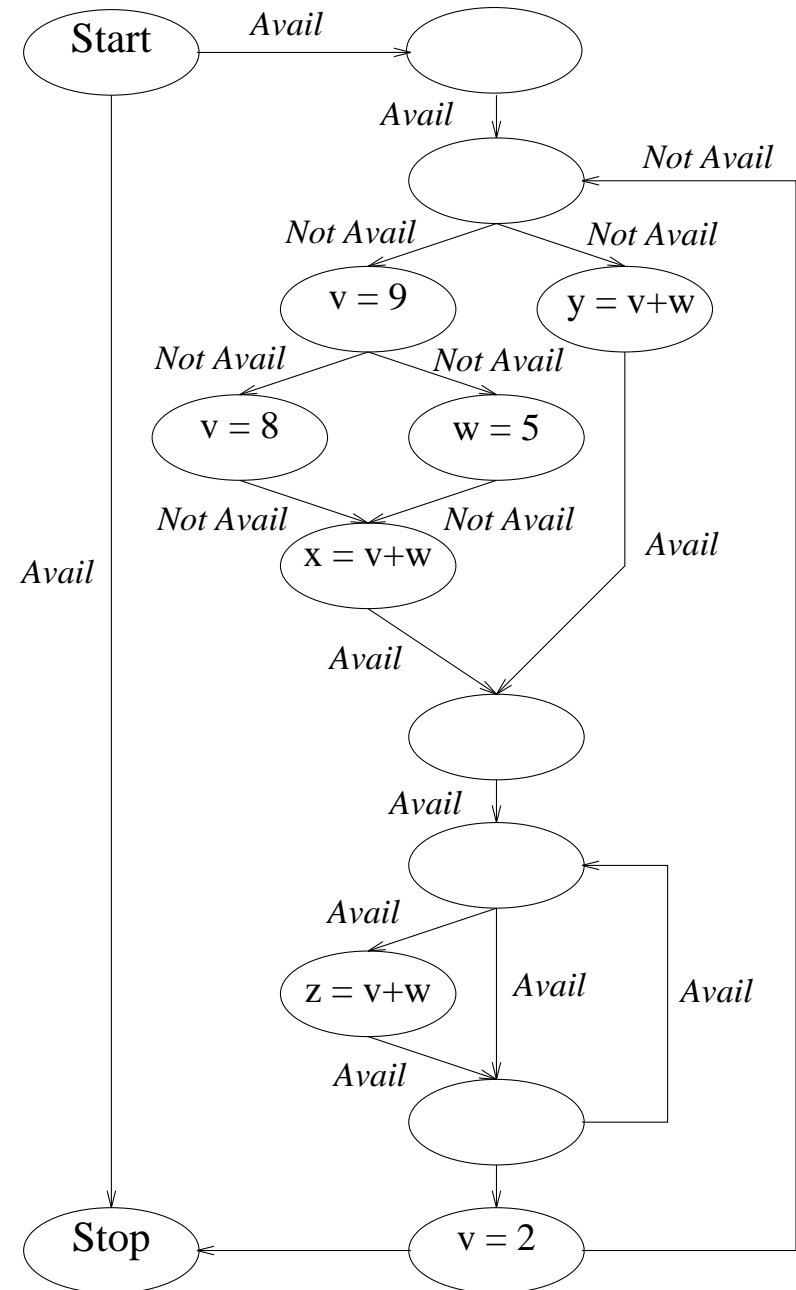 Start
Avail
Avail
Not Avail
Not Avail
Not Avail
v = 9
y = v+w
Not Avail
Not Avail
v = 8
w = 5
Not Avail
Not Avail
x = v+w
Avail
Avail
Avail
Avail
Avail
z = v+w
Avail
Avail
Avail
Stop
v = 2